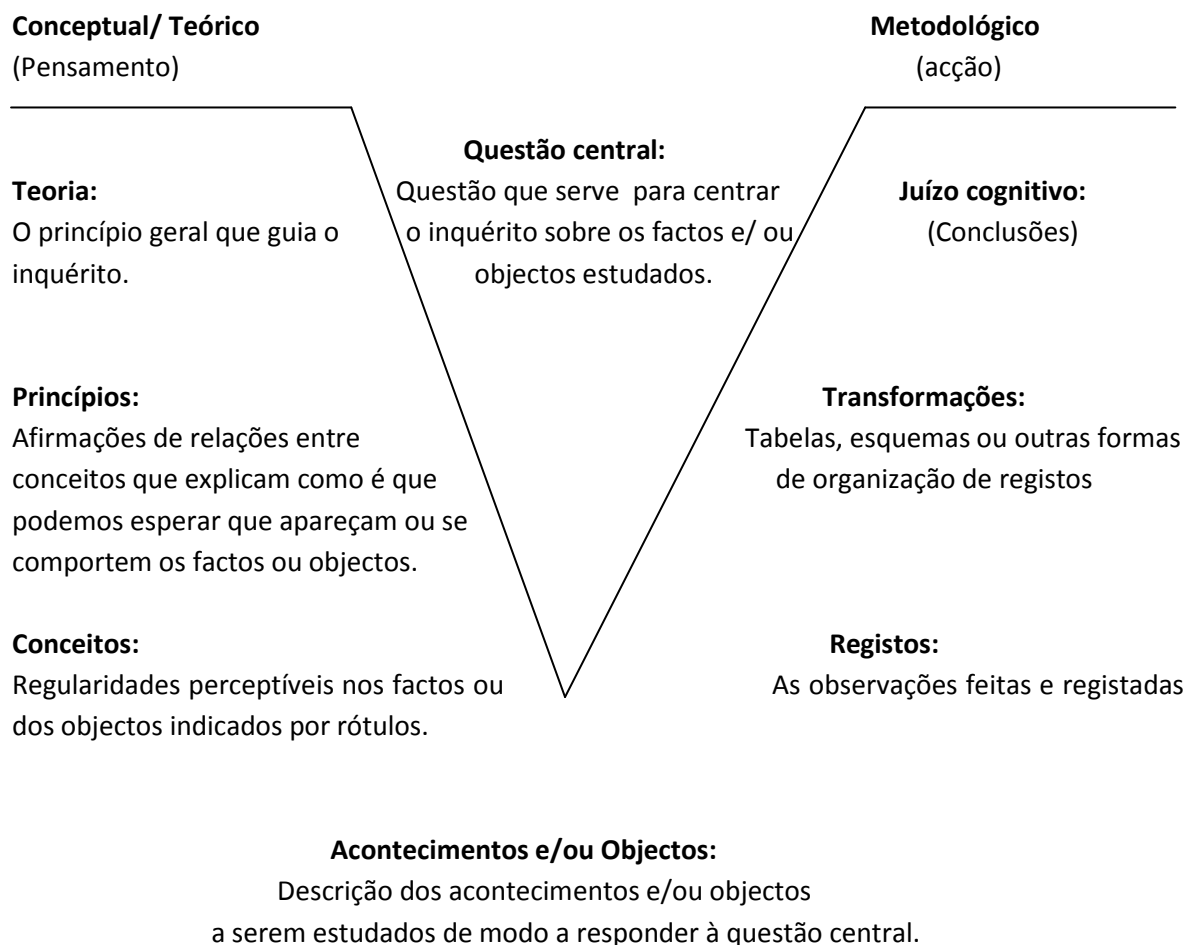 Conceptual/ Teórico
(Pensamento)
Metodológico
(acção)
Questão central:
Questão que serve para centrar
o inquérito sobre os factos e/ ou
objectos estudados.
Teoria:
O princípio geral que guia o
inquérito.
Juízo cognitivo:
(Conclusões)
Princípios:
Afirmações de relações entre
conceitos que explicam como é que
podemos esperar que apareçam ou se
comportem os factos ou objectos.
Transformações:
Tabelas, esquemas ou outras formas
de organização de registos
Conceitos:
Regularidades perceptíveis nos factos ou
dos objectos indicados por rótulos.
Registos:
As observações feitas e registadas
Acontecimentos e/ou Objectos:
Descrição dos acontecimentos e/ou objectos
a serem estudados de modo a responder à questão central.